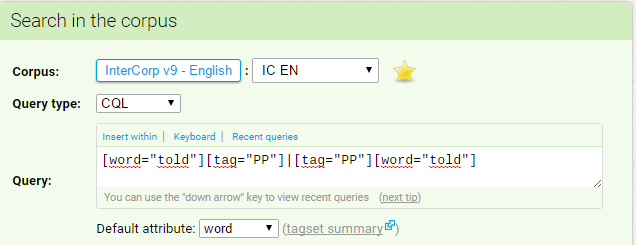 Search in the corpus
Corpus: InterCorp v9 - English : IC EN
Query type: CQL
Insert within | Keyboard | Recent queries
[word="told"][tag="PP"]|[tag="PP"][word="told"]
Query:
You can use the "down arrow" key to view recent queries (next tip)
Default attribute: word (tagset summary)